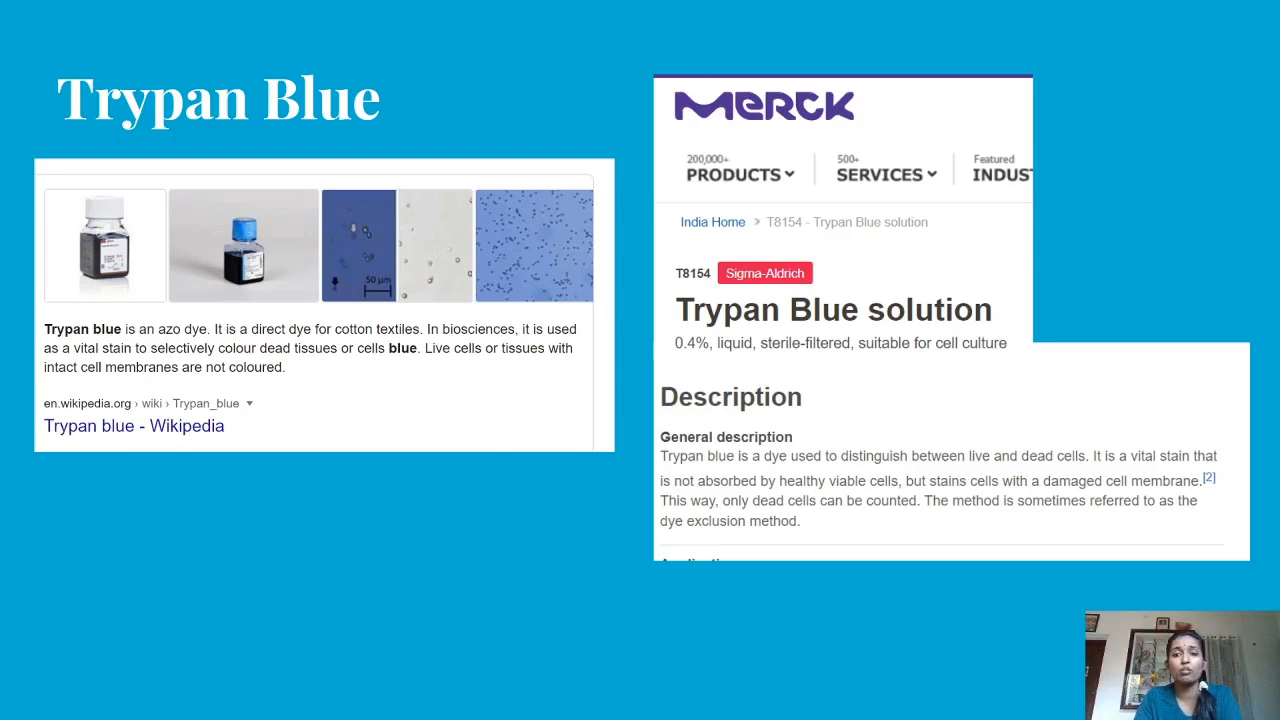 Trypan Blue
50 μm
Trypan blue is an azo dye. It is a direct dye for cotton textiles. In biosciences, it is used
as a vital stain to selectively colour dead tissues or cells blue. Live cells or tissues with
intact cell membranes are not coloured.
en.wikipedia.org › wiki › Trypan_blue
Trypan blue - Wikipedia
MERCK
200,000+
PRODUCTS
500+
SERVICES
Featured
INDUS
India Home > T8154 - Trypan Blue solution
T8154 Sigma-Aldrich
Trypan Blue solution
0.4%, liquid, sterile-filtered, suitable for cell culture
Description
General description
Trypan blue is a dye used to distinguish between live and dead cells. It is a vital stain that
is not absorbed by healthy viable cells, but stains cells with a damaged cell membrane.[2]
This way, only dead cells can be counted. The method is sometimes referred to as the
dye exclusion method.